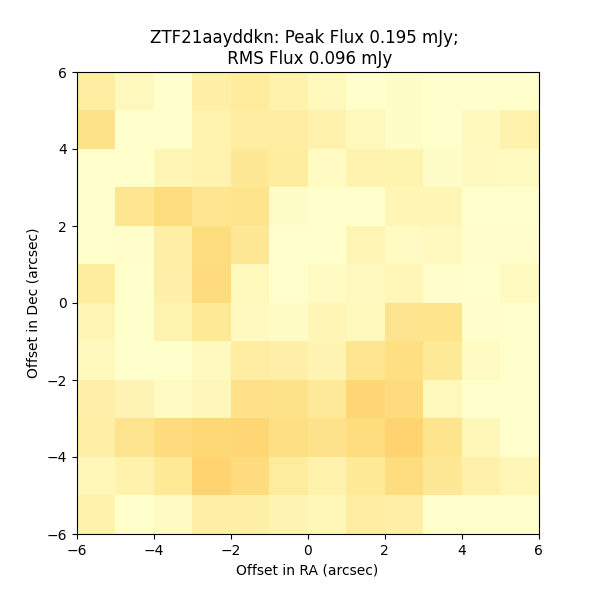 ZTF21aayddkn: Peak Flux 0.195 mJy;
RMS Flux 0.096 mJy
6
4
2
0
−2
−4
−6
Offset in Dec (arcsec)
−6 −4 −2 0 2 4 6
Offset in RA (arcsec)